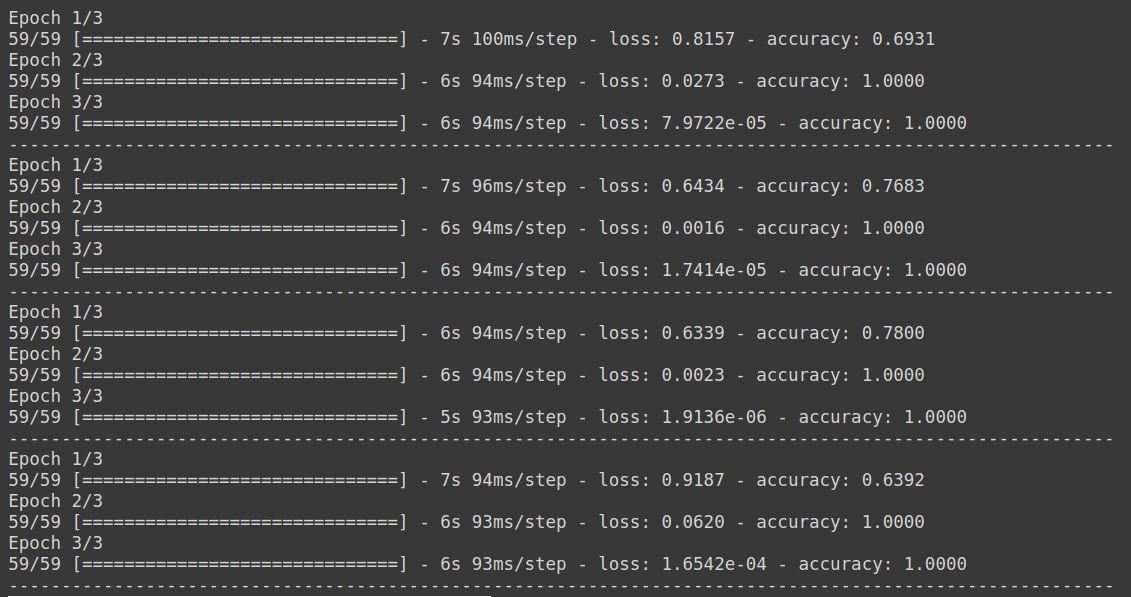 Epoch 1/3
59/59 [==============================] - 7s 100ms/step - loss: 0.8157 - accuracy: 0.6931
Epoch 2/3
59/59 [==============================] - 6s 94ms/step - loss: 0.0273 - accuracy: 1.0000
Epoch 3/3
59/59 [==============================] - 6s 94ms/step - loss: 7.9722e-05 - accuracy: 1.0000
---------------------------------------------------------------------------------------------------------
Epoch 1/3
59/59 [==============================] - 7s 96ms/step - loss: 0.6434 - accuracy: 0.7683
Epoch 2/3
59/59 [==============================] - 6s 94ms/step - loss: 0.0016 - accuracy: 1.0000
Epoch 3/3
59/59 [==============================] - 6s 94ms/step - loss: 1.7414e-05 - accuracy: 1.0000
---------------------------------------------------------------------------------------------------------
Epoch 1/3
59/59 [==============================] - 6s 94ms/step - loss: 0.6339 - accuracy: 0.7800
Epoch 2/3
59/59 [==============================] - 6s 94ms/step - loss: 0.0023 - accuracy: 1.0000
Epoch 3/3
59/59 [==============================] - 5s 93ms/step - loss: 1.9136e-06 - accuracy: 1.0000
---------------------------------------------------------------------------------------------------------
Epoch 1/3
59/59 [==============================] - 7s 94ms/step - loss: 0.9187 - accuracy: 0.6392
Epoch 2/3
59/59 [==============================] - 6s 93ms/step - loss: 0.0620 - accuracy: 1.0000
Epoch 3/3
59/59 [==============================] - 6s 93ms/step - loss: 1.6542e-04 - accuracy: 1.0000
---------------------------------------------------------------------------------------------------------